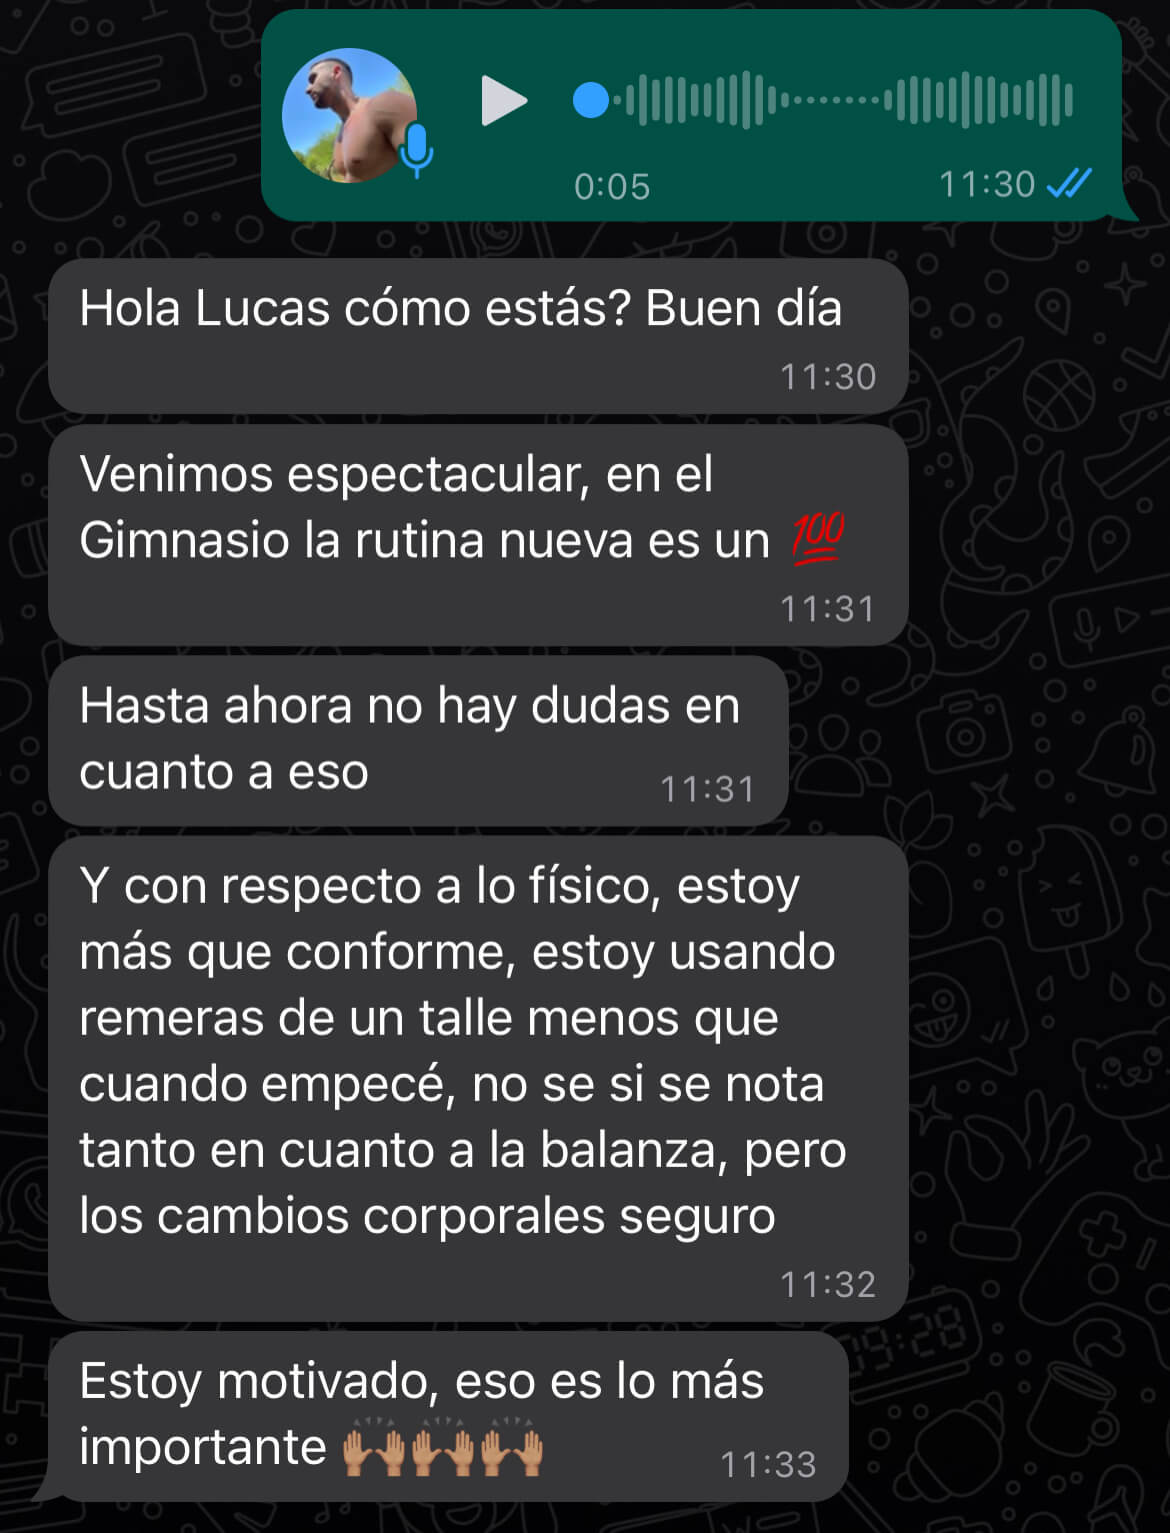 0:05
11:30
Hola Lucas cómo estás? Buen día
11:30
Venimos espectacular, en el
Gimnasio la rutina nueva es un 💯
11:31
Hasta ahora no hay dudas en
cuanto a eso
11:31
Y con respecto a lo físico, estoy
más que conforme, estoy usando
remeras de un talle menos que
cuando empecé, no se si se nota
tanto en cuanto a la balanza, pero
los cambios corporales seguro
11:32
09:28
Estoy motivado, eso es lo más
importante 🙌🏽🙌🏽🙌🏽
11:33